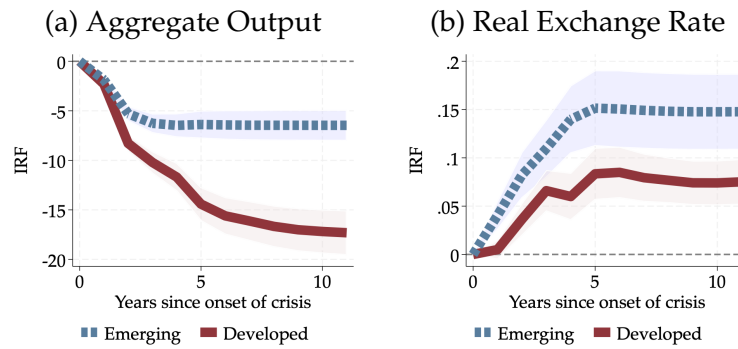 (a) Aggregate Output
0
-5
-10
-15
-20
IRF
0
5
10
Years since onset of crisis
Emerging
Developed
(b) Real Exchange Rate
.2
.15
.1
.05
0
IRF
0
5
10
Years since onset of crisis
Emerging
Developed